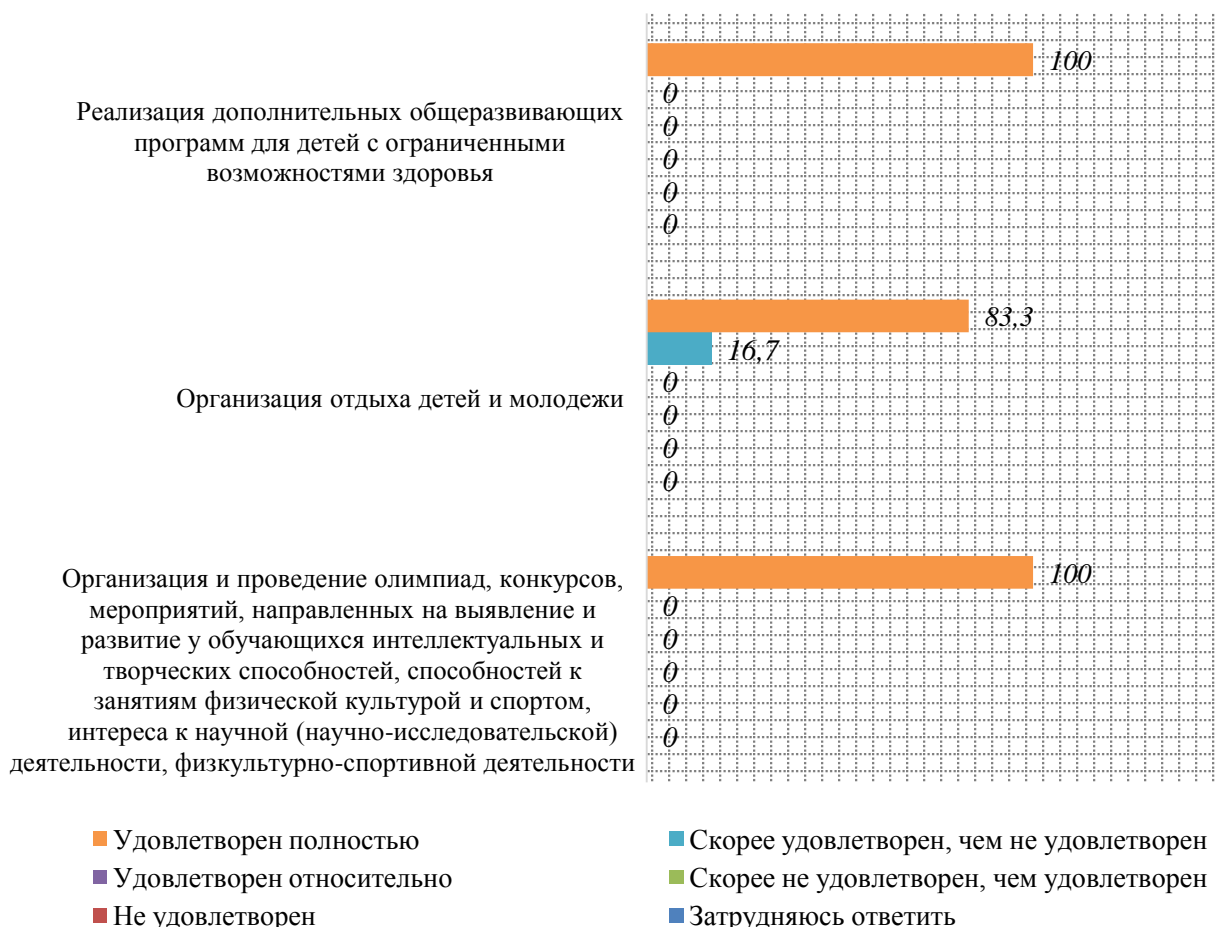 100
0
Реализация дополнительных общеразвивающих
0
программ для детей с ограниченными
0
возможностями здоровья
0
0
83,3
16,7
0
Организация отдыха детей и молодежи
0
0
0
100
Организация и проведение олимпиад, конкурсов,
0
мероприятий, направленных на выявление и
0
развитие у обучающихся интеллектуальных и
творческих способностей, способностей к
0
занятиям физической культурой и спортом,
0
интереса к научной (научно-исследовательской)
0
деятельности, физкультурно-спортивной деятельности
Удовлетворен полностью
Скорее удовлетворен, чем не удовлетворен
Удовлетворен относительно
Скорее не удовлетворен, чем удовлетворен
Не удовлетворен
Затрудняюсь ответить